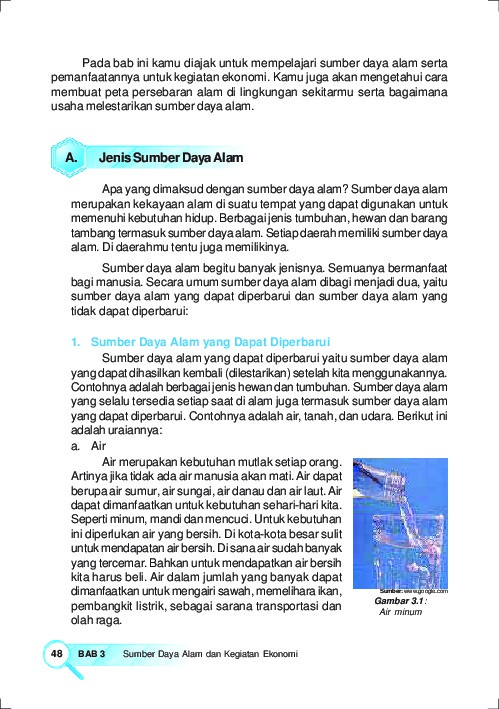 Pada bab ini kamu diajak untuk mempelajari sumber daya alam serta
pemanfaatannya untuk kegiatan ekonomi. Kamu juga akan mengetahui cara
membuat peta persebaran alam di lingkungan sekitarmu serta bagaimana
usaha melestarikan sumber daya alam.
A. Jenis Sumber Daya Alam
Apa yang dimaksud dengan sumber daya alam? Sumber daya alam
merupakan kekayaan alam di suatu tempat yang dapat digunakan untuk
memenuhi kebutuhan hidup. Berbagai jenis tumbuhan, hewan dan barang
tambang termasuk sumber daya alam. Setiap daerah memiliki sumber daya
alam. Di daerahmu tentu juga memilikinya.
Sumber daya alam begitu banyak jenisnya. Semuanya bermanfaat
bagi manusia. Secara umum sumber daya alam dibagi menjadi dua, yaitu
sumber daya alam yang dapat diperbarui dan sumber daya alam yang
tidak dapat diperbarui:
1. Sumber Daya Alam yang Dapat Diperbarui
Sumber daya alam yang dapat diperbarui yaitu sumber daya alam
yang dapat dihasilkan kembali (dilestarikan) setelah kita menggunakannya.
Contohnya adalah berbagai jenis hewan dan tumbuhan. Sumber daya alam
yang selalu tersedia setiap saat di alam juga termasuk sumber daya alam
yang dapat diperbarui. Contohnya adalah air, tanah, dan udara. Berikut ini
adalah uraiannya:
a. Air
Air merupakan kebutuhan mutlak setiap orang.
Artinya jika tidak ada air manusia akan mati. Air dapat
berupa air sumur, air sungai, air danau dan air laut. Air
dapat dimanfaatkan untuk kebutuhan sehari-hari kita.
Seperti minum, mandi dan mencuci. Untuk kebutuhan
ini diperlukan air yang bersih. Di kota-kota besar sulit
untuk mendapatan air bersih. Di sana air sudah banyak
yang tercemar. Bahkan untuk mendapatkan air bersih
kita harus beli. Air dalam jumlah yang banyak dapat
dimanfaatkan untuk mengairi sawah, memelihara ikan,
pembangkit listrik, sebagai sarana transportasi dan
olah raga.
Sumber: www.google.com
Gambar 3.1:
Air minum
48 BAB 3 Sumber Daya Alam dan Kegiatan Ekonomi